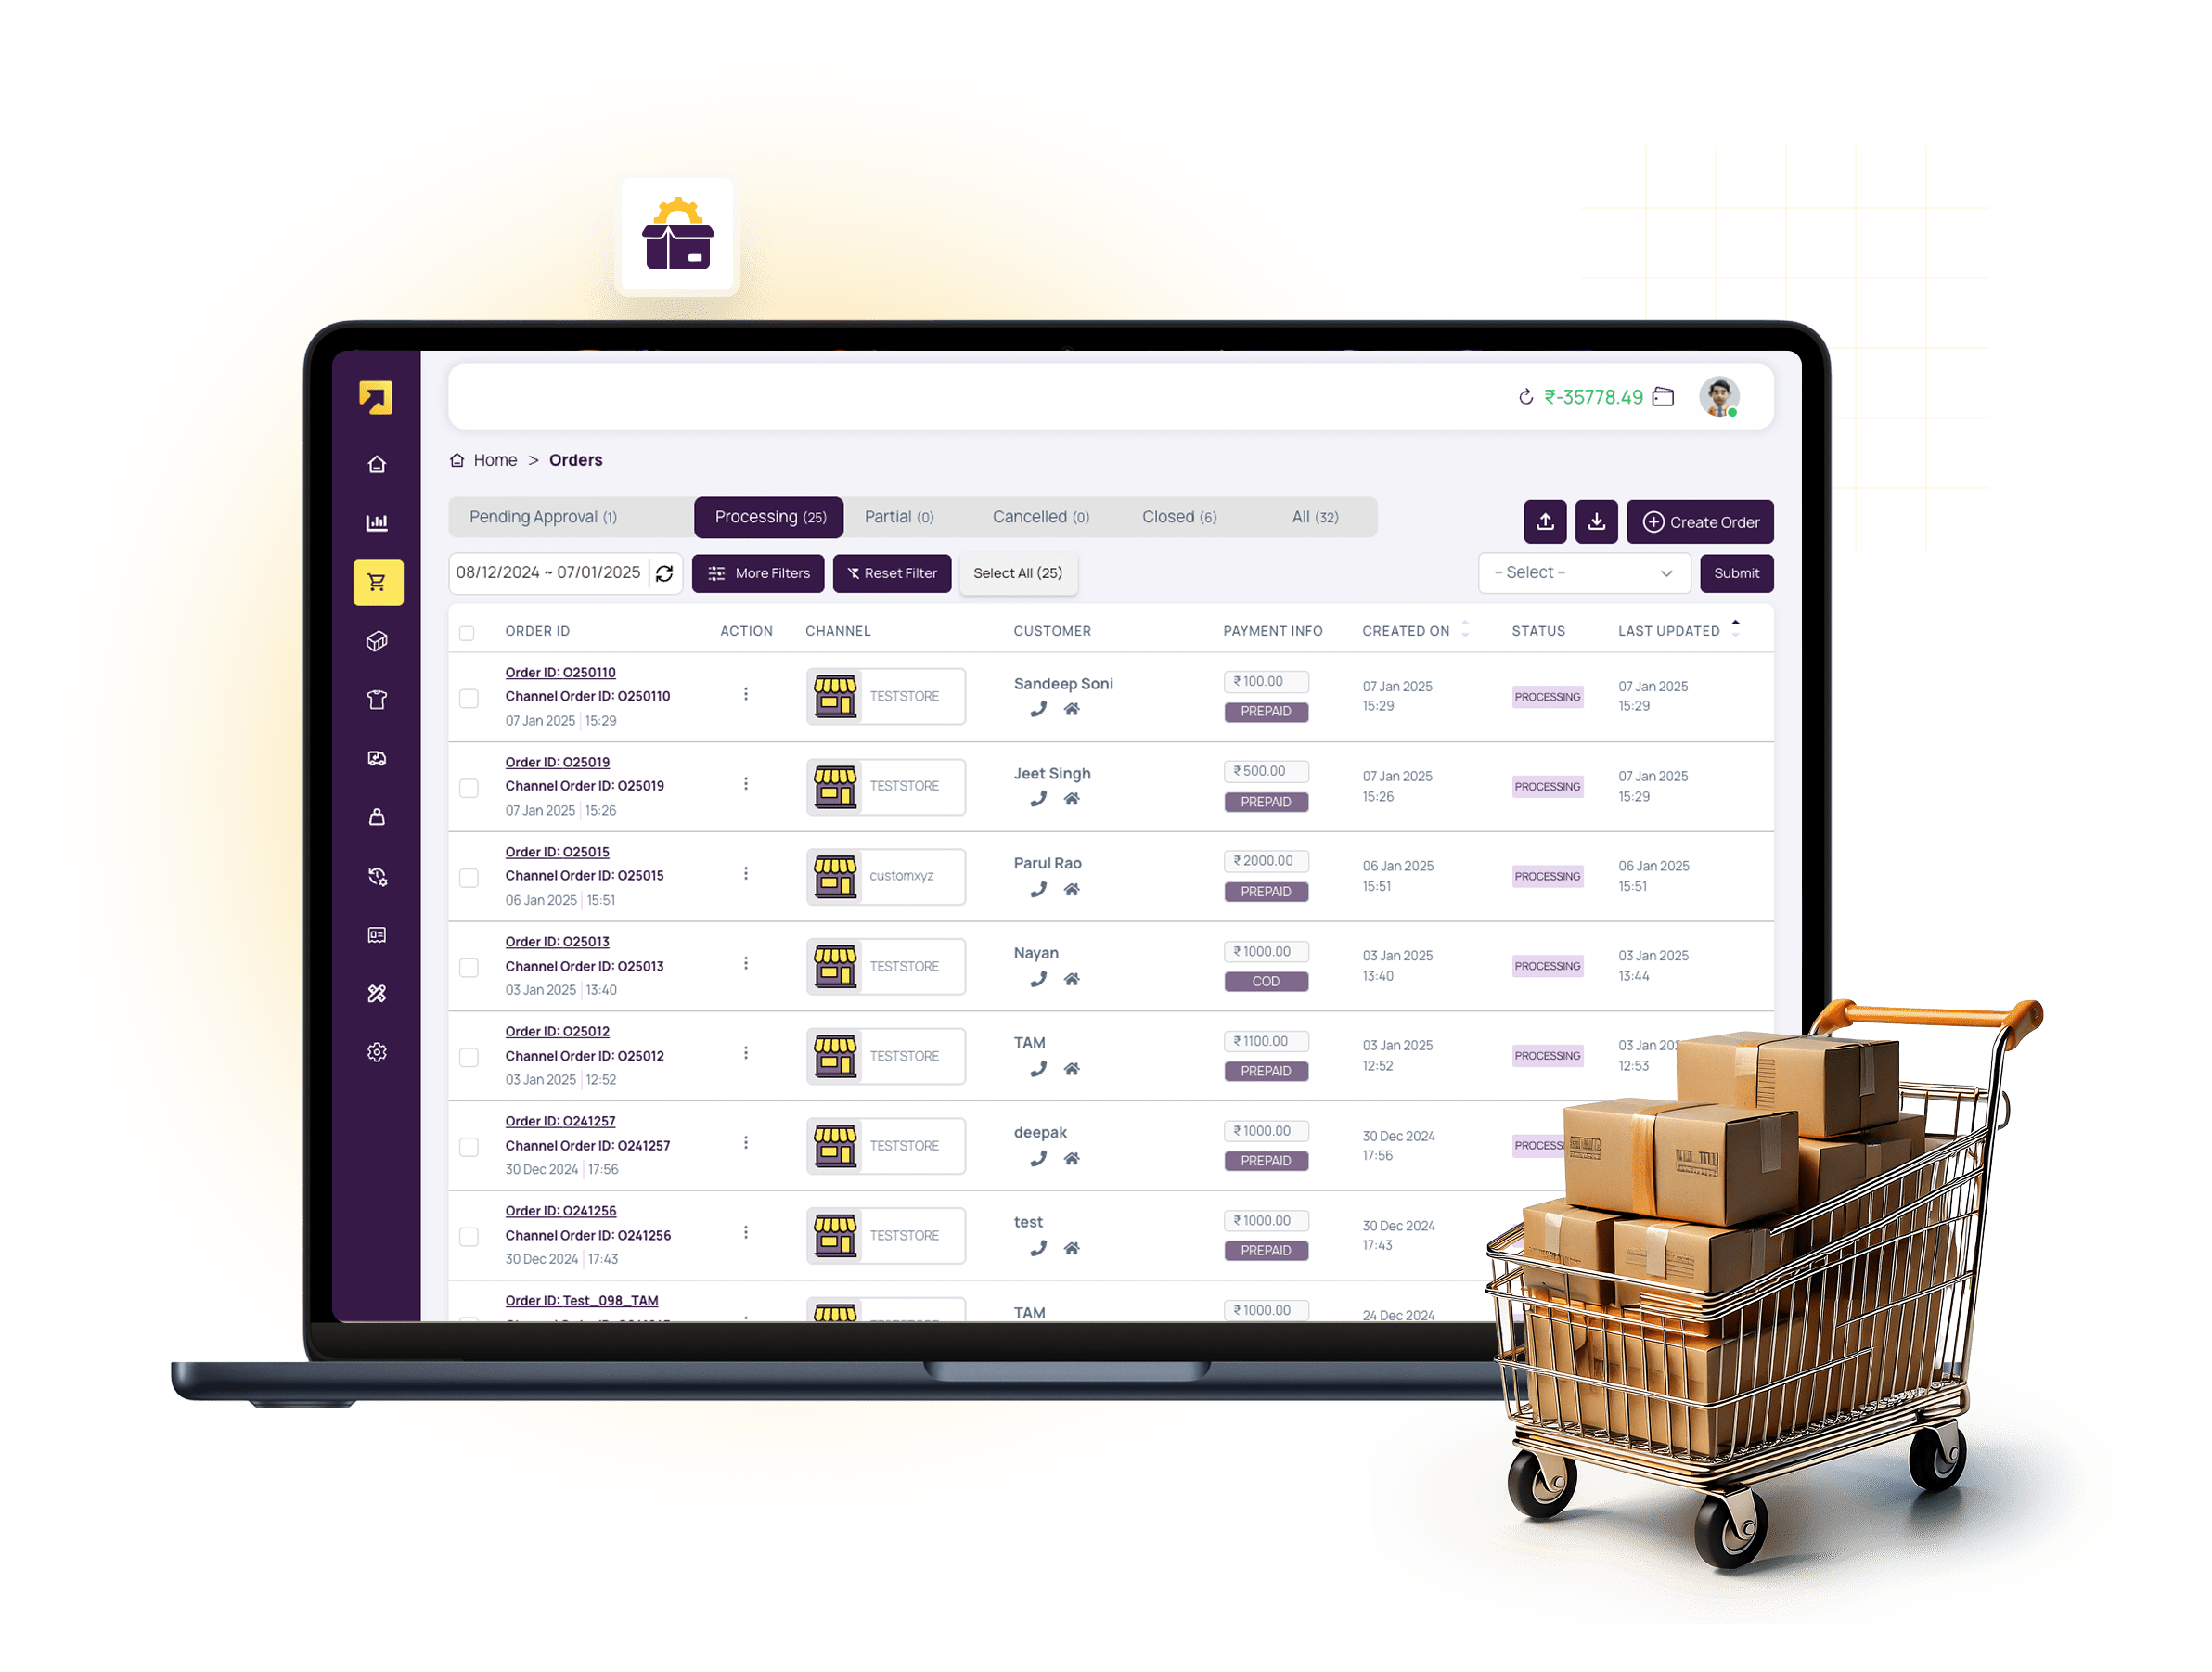 ₹-35778.49
Home > Orders
Pending Approval (1) Processing (25) Partial (0) Cancelled (0) Closed (6) All (32)
Create Order
08/12/2024 ~ 07/01/2025 More Filters Reset Filter Select All (25) -- Select -- Submit
ORDER ID ACTION CHANNEL CUSTOMER PAYMENT INFO CREATED ON STATUS LAST UPDATED
Order ID: O250110
Channel Order ID: O250110
07 Jan 2025 | 15:29
TESTSTORE
Sandeep Soni
₹ 100.00
PREPAID
07 Jan 2025
15:29
PROCESSING
07 Jan 2025
15:29
Order ID: O25019
Channel Order ID: O25019
07 Jan 2025 | 15:26
TESTSTORE
Jeet Singh
₹ 500.00
PREPAID
07 Jan 2025
15:26
PROCESSING
07 Jan 2025
15:29
Order ID: O25015
Channel Order ID: O25015
06 Jan 2025 | 15:51
customxyz
Parul Rao
₹ 2000.00
PREPAID
06 Jan 2025
15:51
PROCESSING
06 Jan 2025
15:51
Order ID: O25013
Channel Order ID: O25013
03 Jan 2025 | 13:40
TESTSTORE
Nayan
₹ 1000.00
COD
03 Jan 2025
13:40
PROCESSING
03 Jan 2025
13:44
Order ID: O25012
Channel Order ID: O25012
03 Jan 2025 | 12:52
TESTSTORE
TAM
₹ 1100.00
PREPAID
03 Jan 2025
12:52
PROCESSING
03 Jan 202
12:53
Order ID: O241257
Channel Order ID: O241257
30 Dec 2024 | 17:56
TESTSTORE
deepak
₹ 1000.00
PREPAID
30 Dec 2024
17:56
PROCESS
Order ID: O241256
Channel Order ID: O241256
30 Dec 2024 | 17:43
TESTSTORE
test
₹ 1000.00
PREPAID
30 Dec 2024
17:43
Order ID: Test_098_TAM
TAM
₹ 1000.00
24 Dec 2024